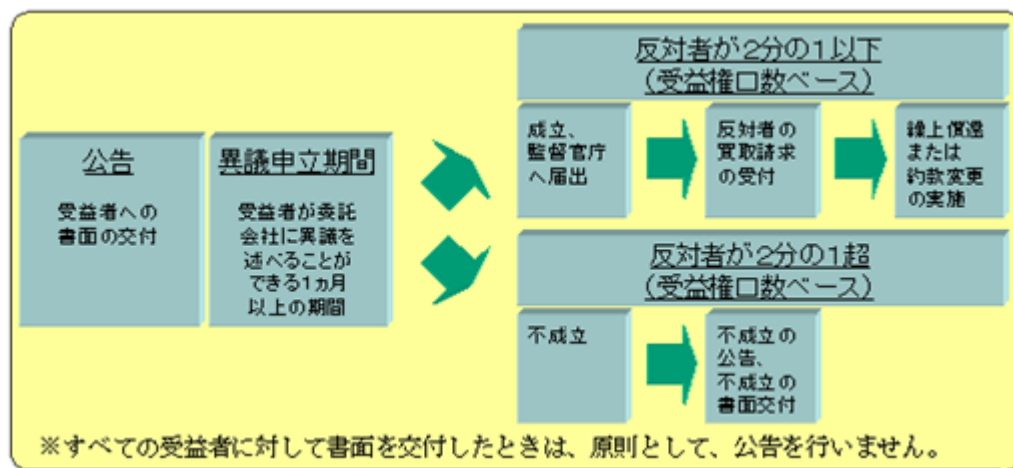 公告
受益者への
書面の交付
異議申立期間
受益者が委託
会社に異議を
述べることが
できる1ヵ月
以上の期間
反対者が2分の1以下
(受益権口数ベース)
成立、
監督官庁
へ届出
反対者の
買取請求
の受付
繰上償還
または
約款変更
の実施
反対者が2分の1超
(受益権口数ベース)
不成立
不成立の
公告、
不成立の
書面交付
※すべての受益者に対して書面を交付したときは、原則として、公告を行いません。